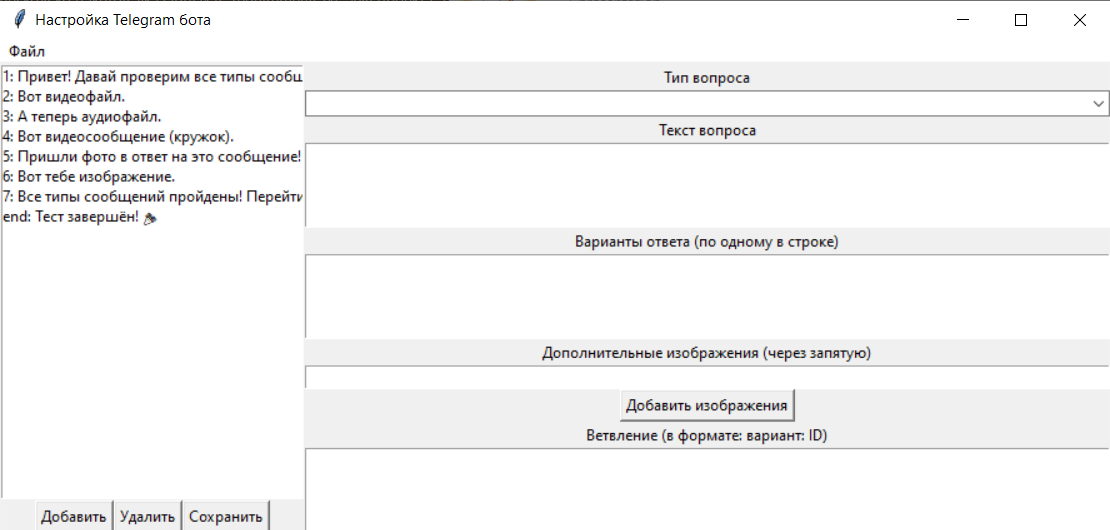 Настройка Telegram бота
Файл
1: Привет! Давай проверим все типы сообщ
2: Вот видеофайл.
3: А теперь аудиофайл.
4: Вот видеосообщение (кружок).
5: Пришли фото в ответ на это сообщение!
6: Вот тебе изображение.
7: Все типы сообщений пройдены! Перейти
end: Тест завершён!
Добавить Удалить Сохранить
Тип вопроса
Текст вопроса
Варианты ответа (по одному в строке)
Дополнительные изображения (через запятую)
Добавить изображения
Ветвление (в формате: вариант: ID)